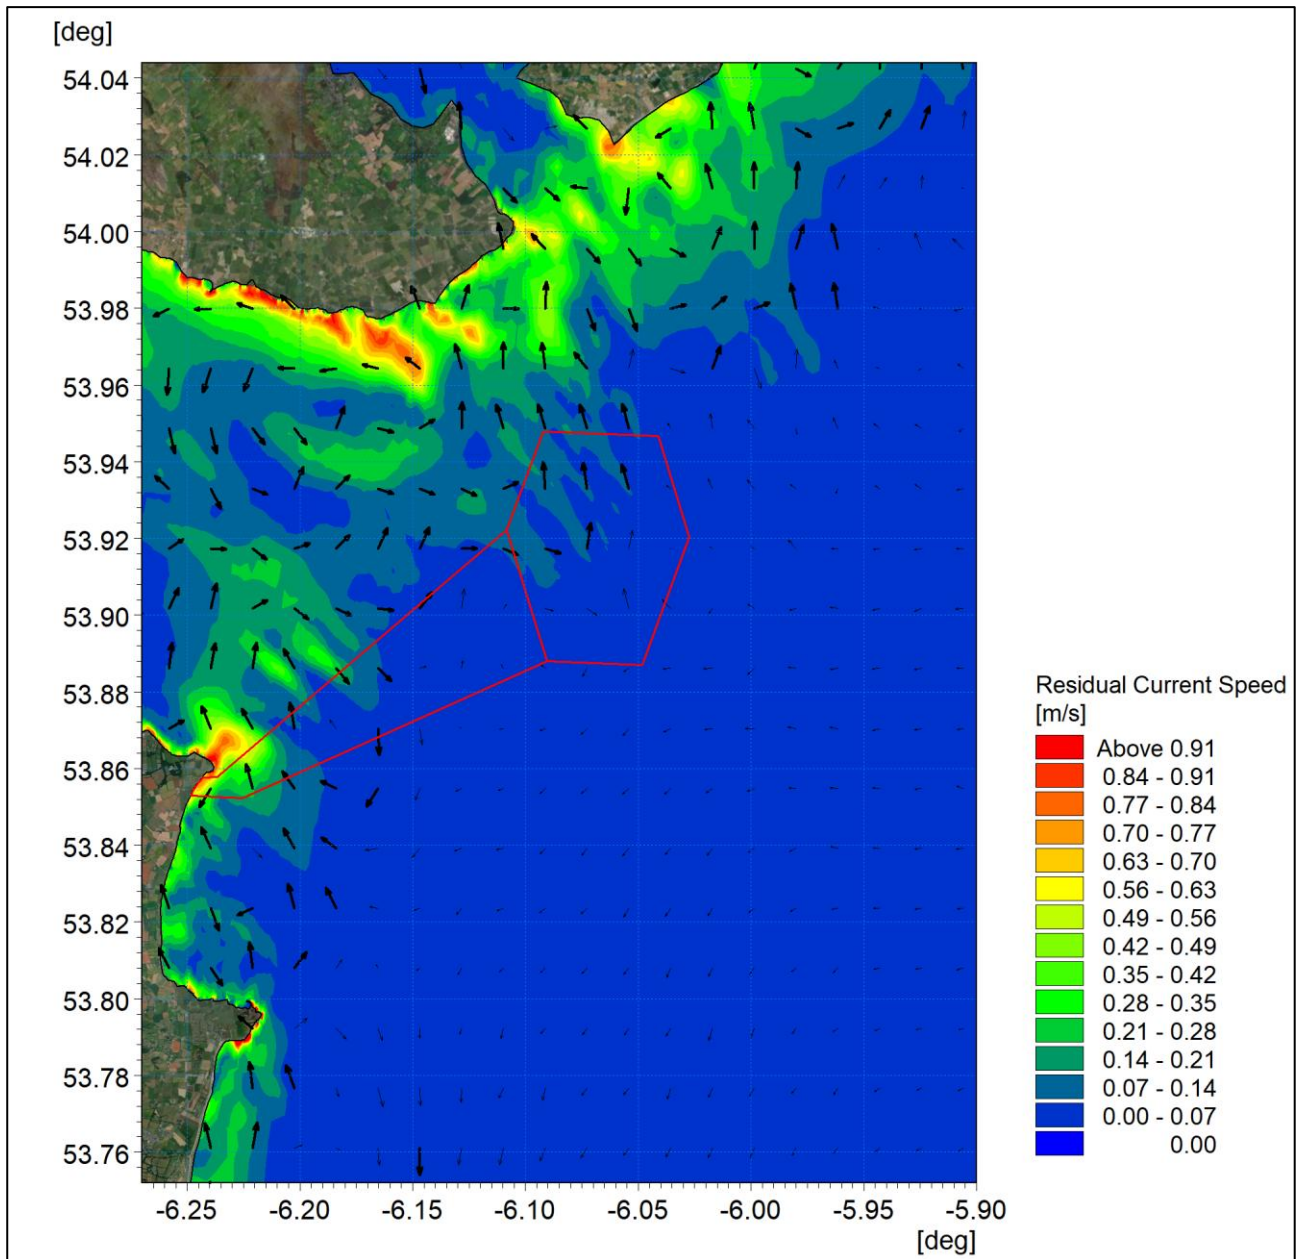 [deg]
54.04
54.02
54.00
53.98
53.96
53.94
53.92
53.90
53.88
53.86
53.84
53.82
53.80
53.78
53.76
-6.25
-6.20
-6.15
-6.10
-6.05
-6.00
-5.95
-5.90
[deg]
Residual Current Speed
[m/s]
Above 0.91
0.84 - 0.91
0.77 - 0.84
0.70 - 0.77
0.63 - 0.70
0.56 - 0.63
0.49 - 0.56
0.42 - 0.49
0.35 - 0.42
0.28 - 0.35
0.21 - 0.28
0.14 - 0.21
0.07 - 0.14
0.00 - 0.07
0.00